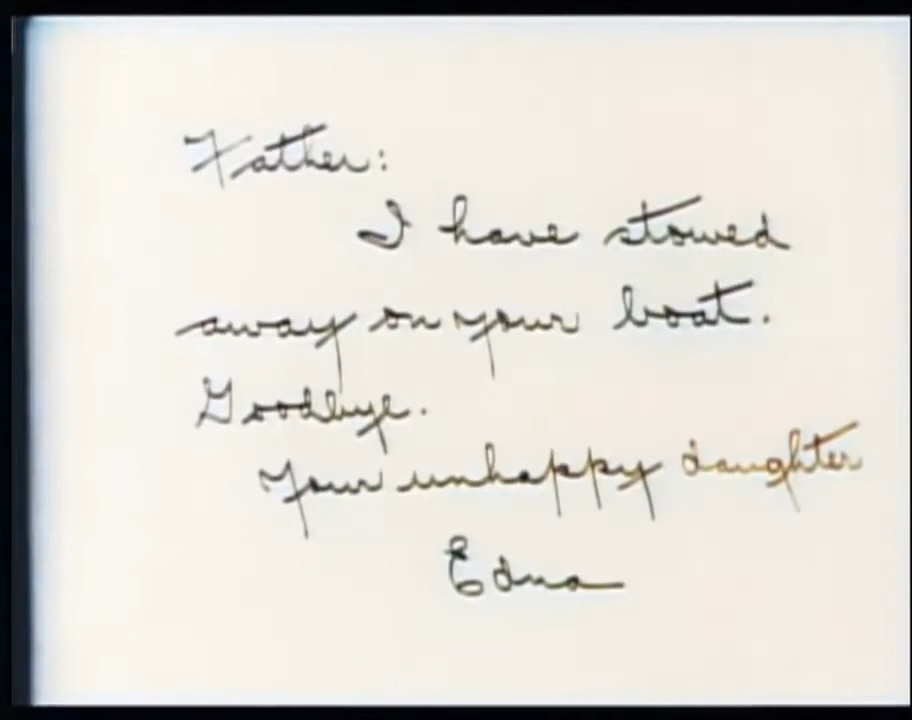 Father:
I have stowed
away on your boat.
Goodbye.
Your unhappy daughter
Edna